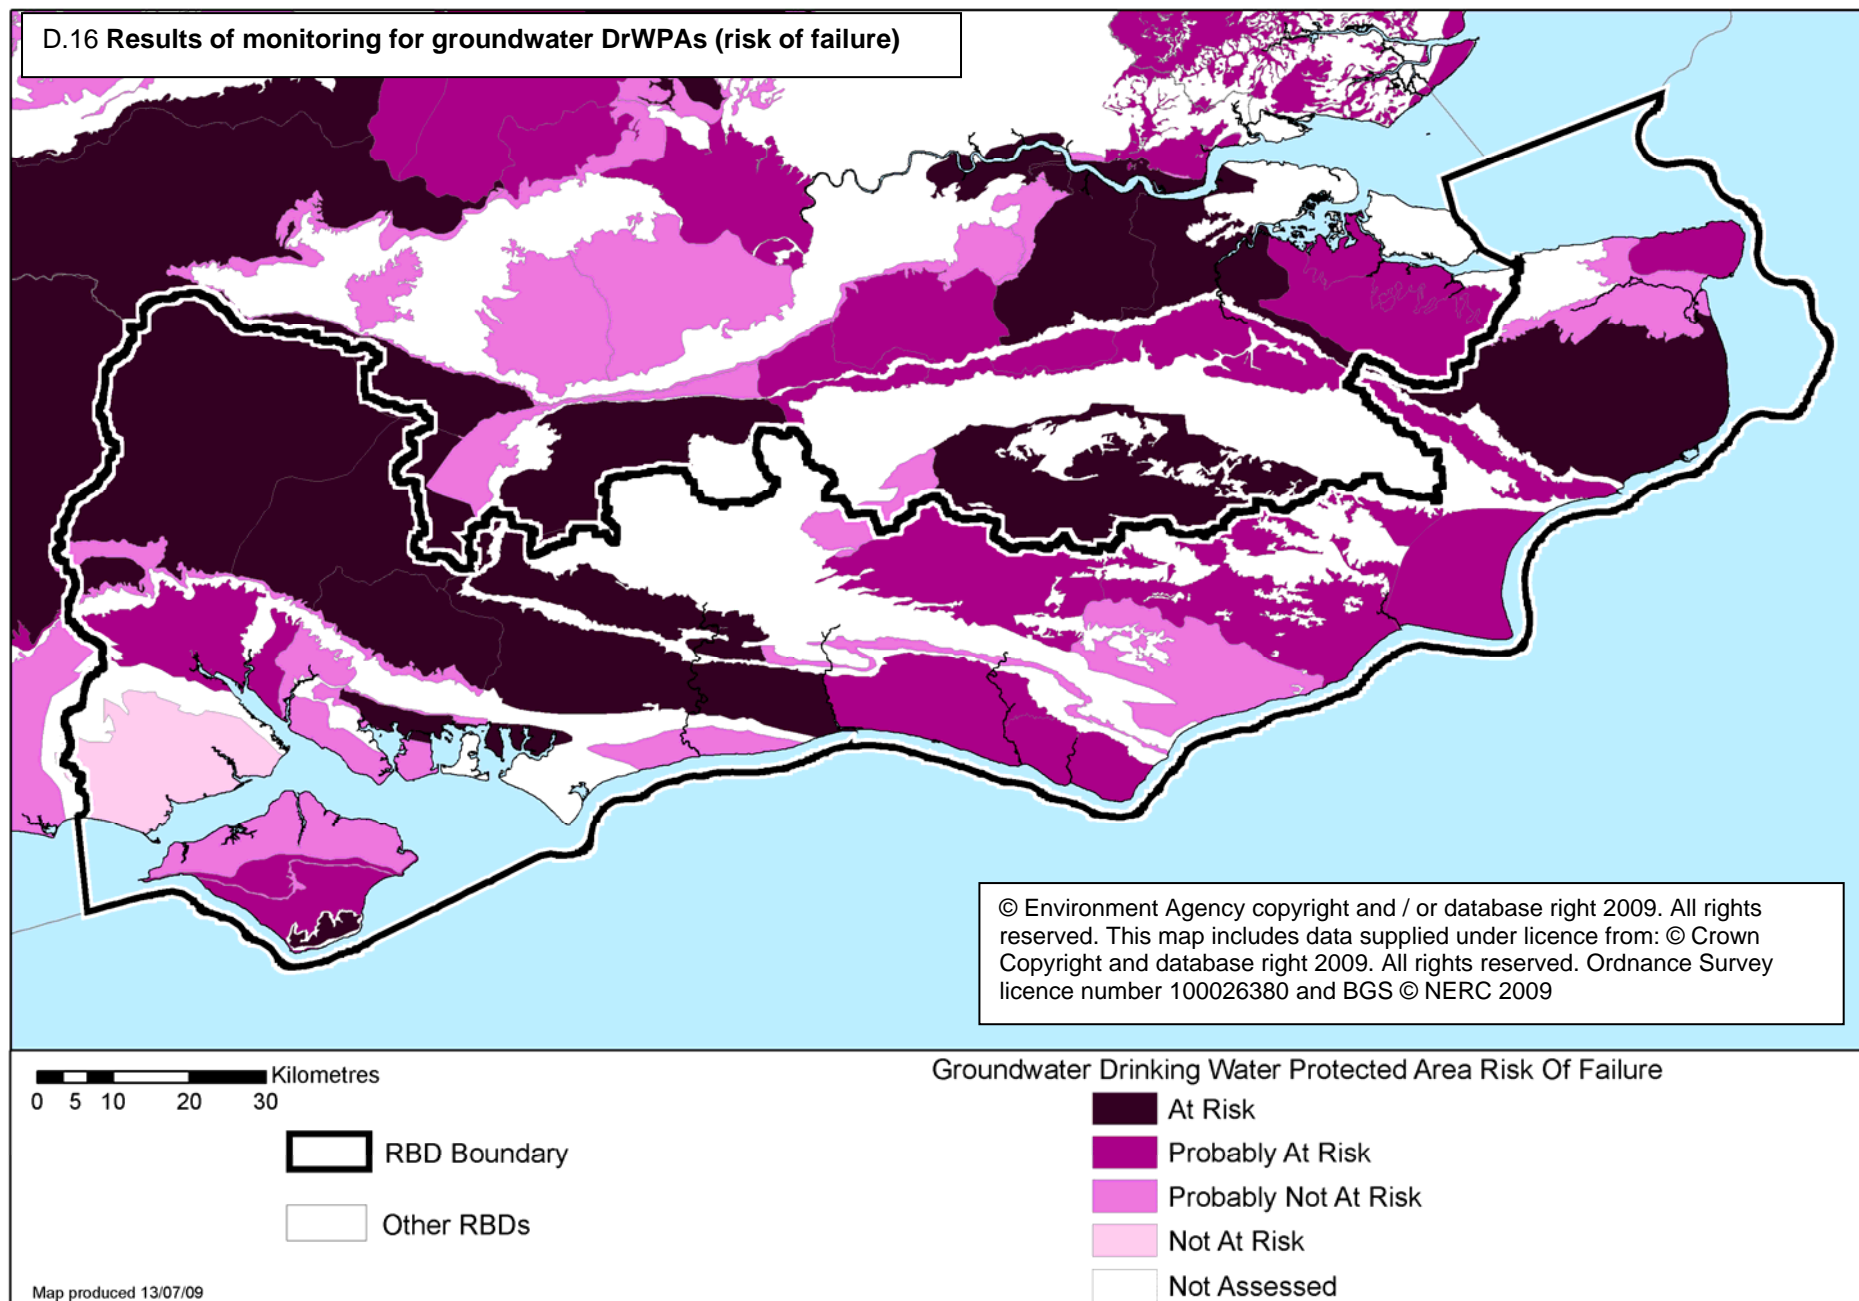 D.16 Results of monitoring for groundwater DrWPAs (risk of failure)
© Environment Agency copyright and / or database right 2009. All rights
reserved. This map includes data supplied under licence from: © Crown
Copyright and database right 2009. All rights reserved. Ordnance Survey
licence number 100026380 and BGS © NERC 2009
Kilometres
0 5 10 20 30
RBD Boundary
Other RBDs
Map produced 13/07/09
Groundwater Drinking Water Protected Area Risk Of Failure
At Risk
Probably At Risk
Probably Not At Risk
Not At Risk
Not Assessed